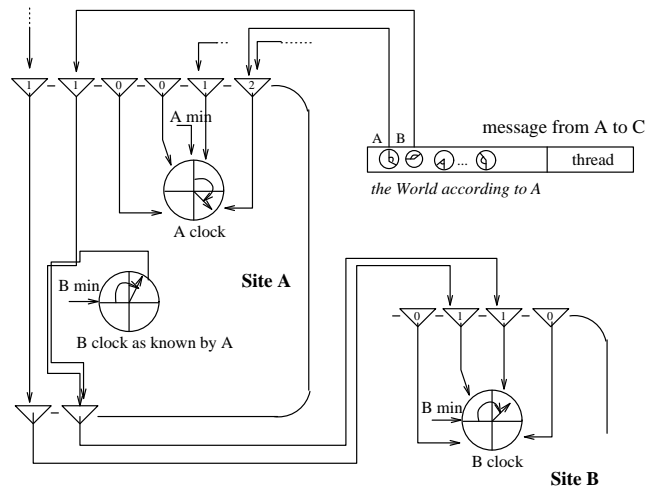 1 1 0 0 1 2
A min
message from A to C
A B
...
thread
the World according to A
A clock
Site A
B min
B clock as known by A
0 1 1 0
B min
B clock
Site B